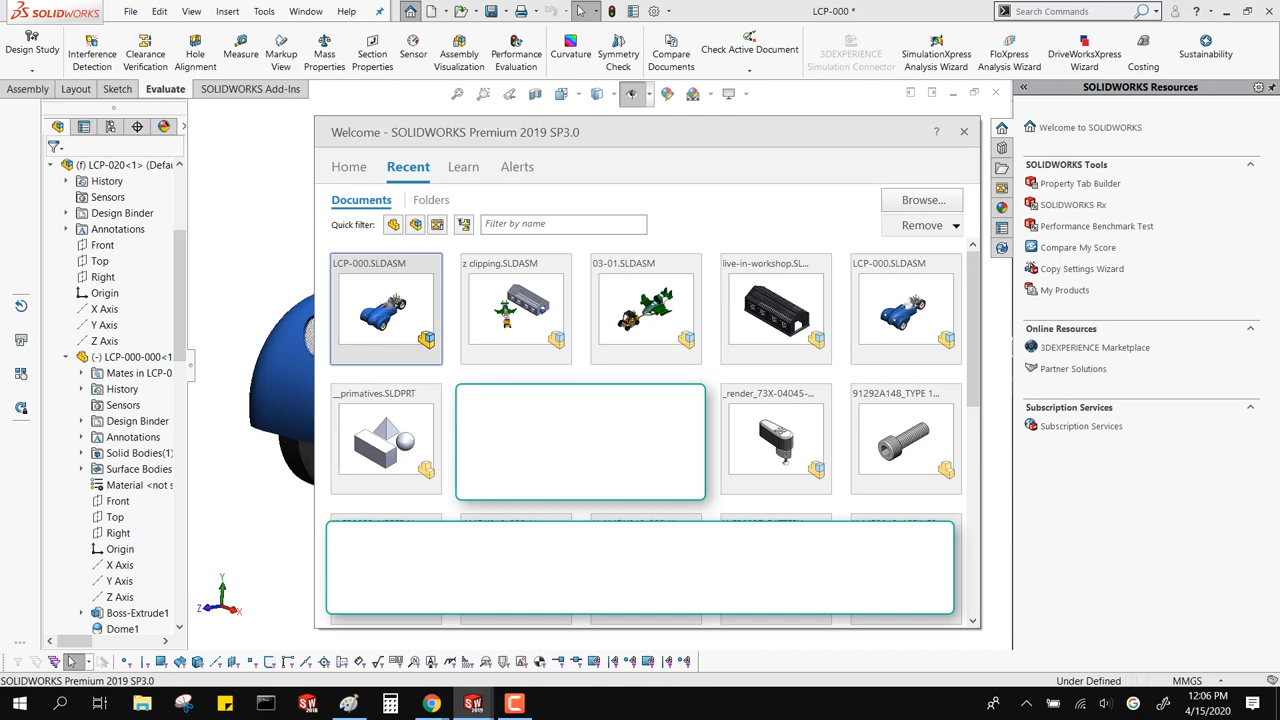 SOLIDWORKS
File
Edit
View
Insert
Tools
Window
Help
LCP-000 *
Search Commands
Design Study
Interference Detection
Clearance Verification
Hole Alignment
Measure
Markup View
Mass Properties
Section Properties
Sensor
Assembly Visualization
Performance Evaluation
Curvature
Symmetry Check
Compare Documents
Check Active Document
3DEXPERIENCE Simulation Connector
SimulationXpress Analysis Wizard
FloXpress Analysis Wizard
DriveWorksXpress Wizard
Costing
Sustainability
Assembly
Layout
Sketch
Evaluate
SOLIDWORKS Add-Ins
(f) LCP-020<1> (Defau
History
Sensors
Design Binder
Annotations
Front
Top
Right
Origin
X Axis
Y Axis
Z Axis
(-) LCP-000-000<1
Mates in LCP-0
History
Sensors
Design Binder
Annotations
Solid Bodies(1)
Surface Bodies
Material <not s
Front
Top
Right
Origin
X Axis
Y Axis
Z Axis
Boss-Extrude1
Dome1
Y
Z
X
Welcome - SOLIDWORKS Premium 2019 SP3.0
?
Home
Recent
Learn
Alerts
Documents
Folders
Browse...
Quick filter:
Filter by name
Remove
LCP-000.SLDASM
z clipping.SLDASM
03-01.SLDASM
live-in-workshop.SL...
LCP-000.SLDASM
__primatives.SLDPRT
_render_73X-04045-...
91292A148_TYPE 1...
SOLIDWORKS Resources
Welcome to SOLIDWORKS
SOLIDWORKS Tools
Property Tab Builder
SOLIDWORKS Rx
Performance Benchmark Test
Compare My Score
Copy Settings Wizard
My Products
Online Resources
3DEXPERIENCE Marketplace
Partner Solutions
Subscription Services
Subscription Services
SOLIDWORKS Premium 2019 SP3.0
Under Defined
MMGS
12:06 PM
4/15/2020